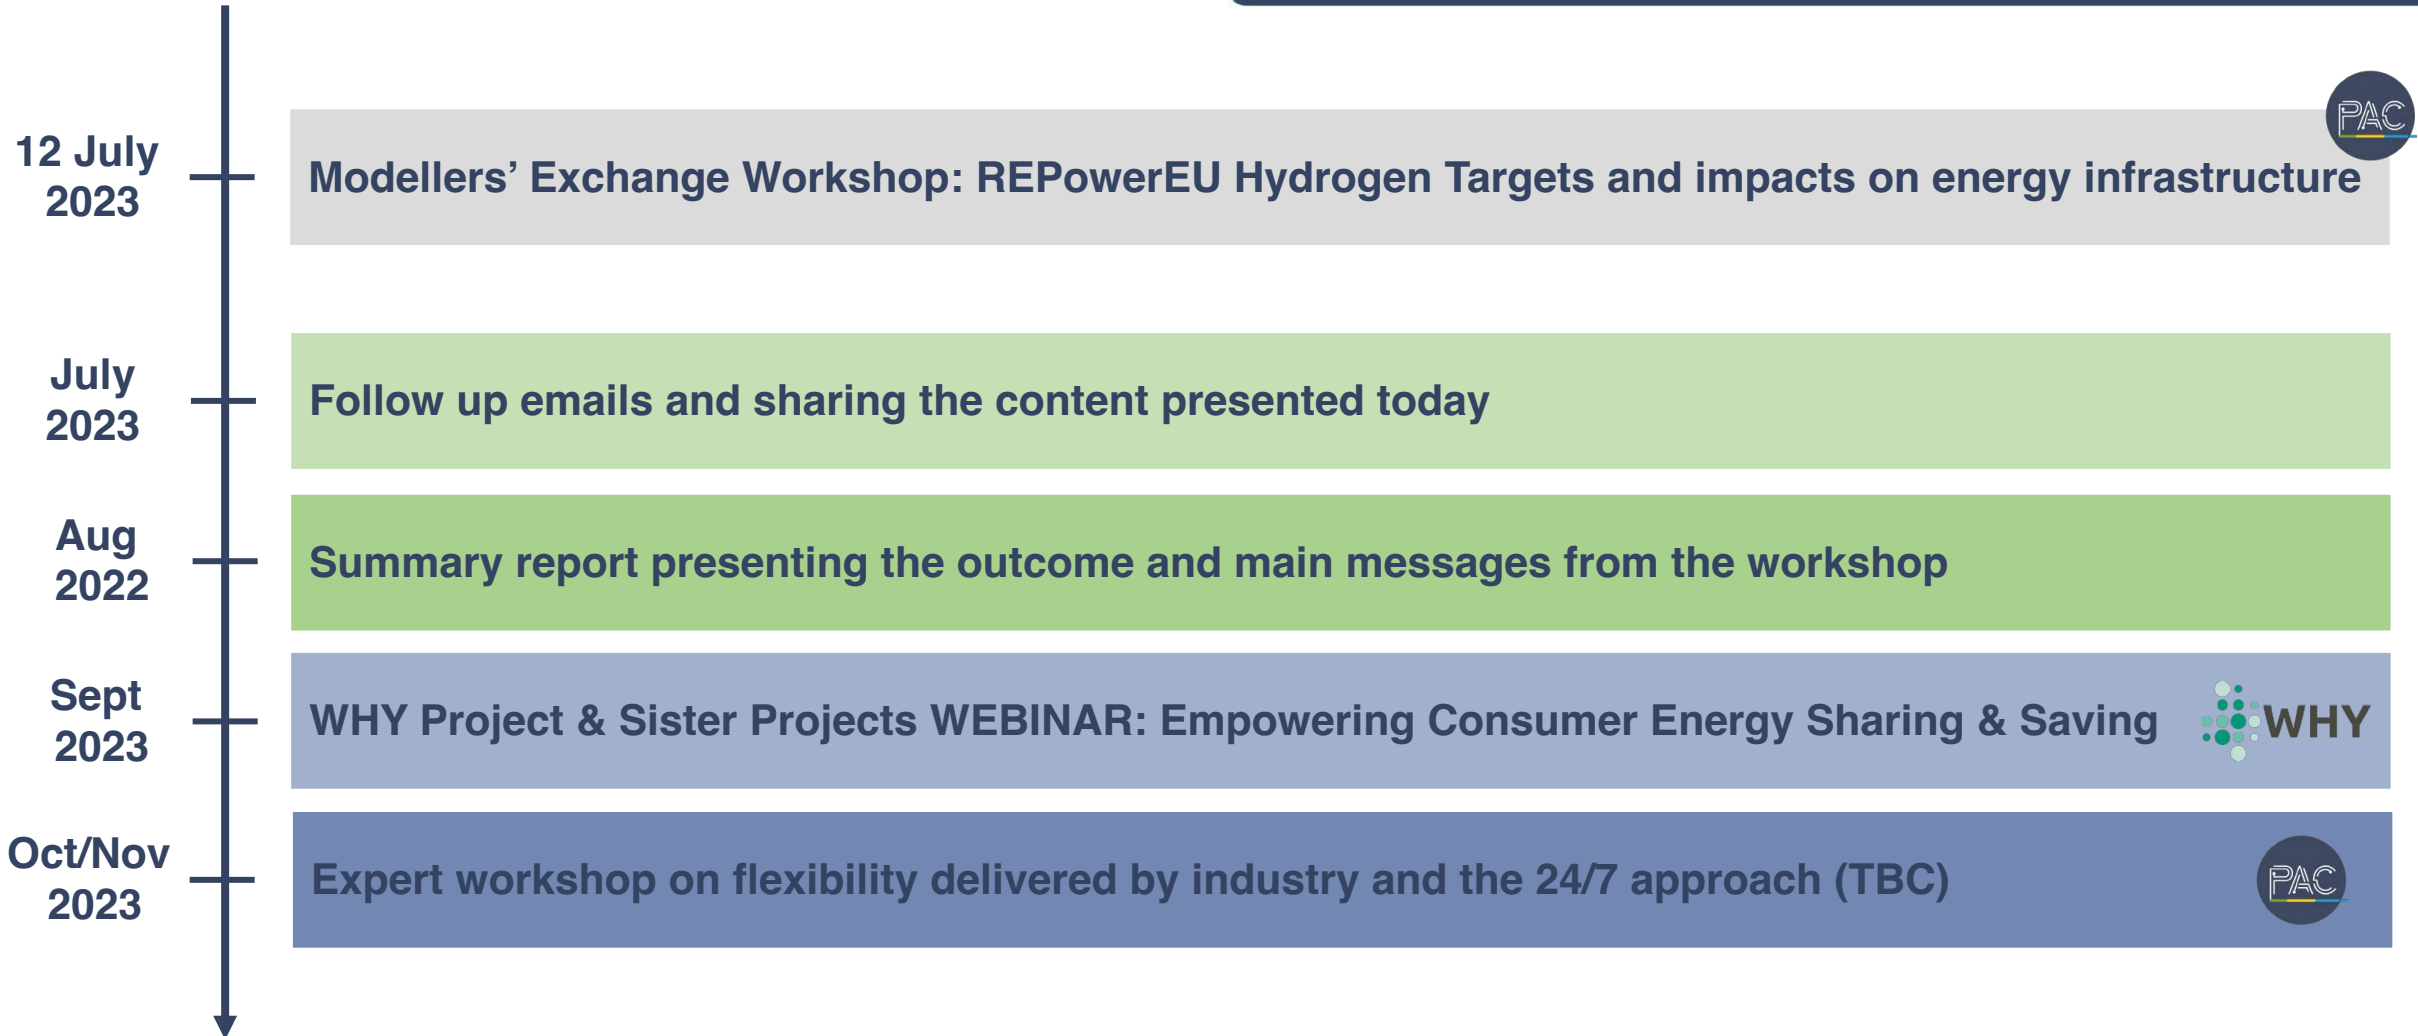 12 July
2023
Modellers’ Exchange Workshop: REPowerEU Hydrogen Targets and impacts on energy infrastructure
PAC
July
2023
Follow up emails and sharing the content presented today
Aug
2022
Summary report presenting the outcome and main messages from the workshop
Sept
2023
WHY Project & Sister Projects WEBINAR: Empowering Consumer Energy Sharing & Saving
WHY
Oct/Nov
2023
Expert workshop on flexibility delivered by industry and the 24/7 approach (TBC)
PAC